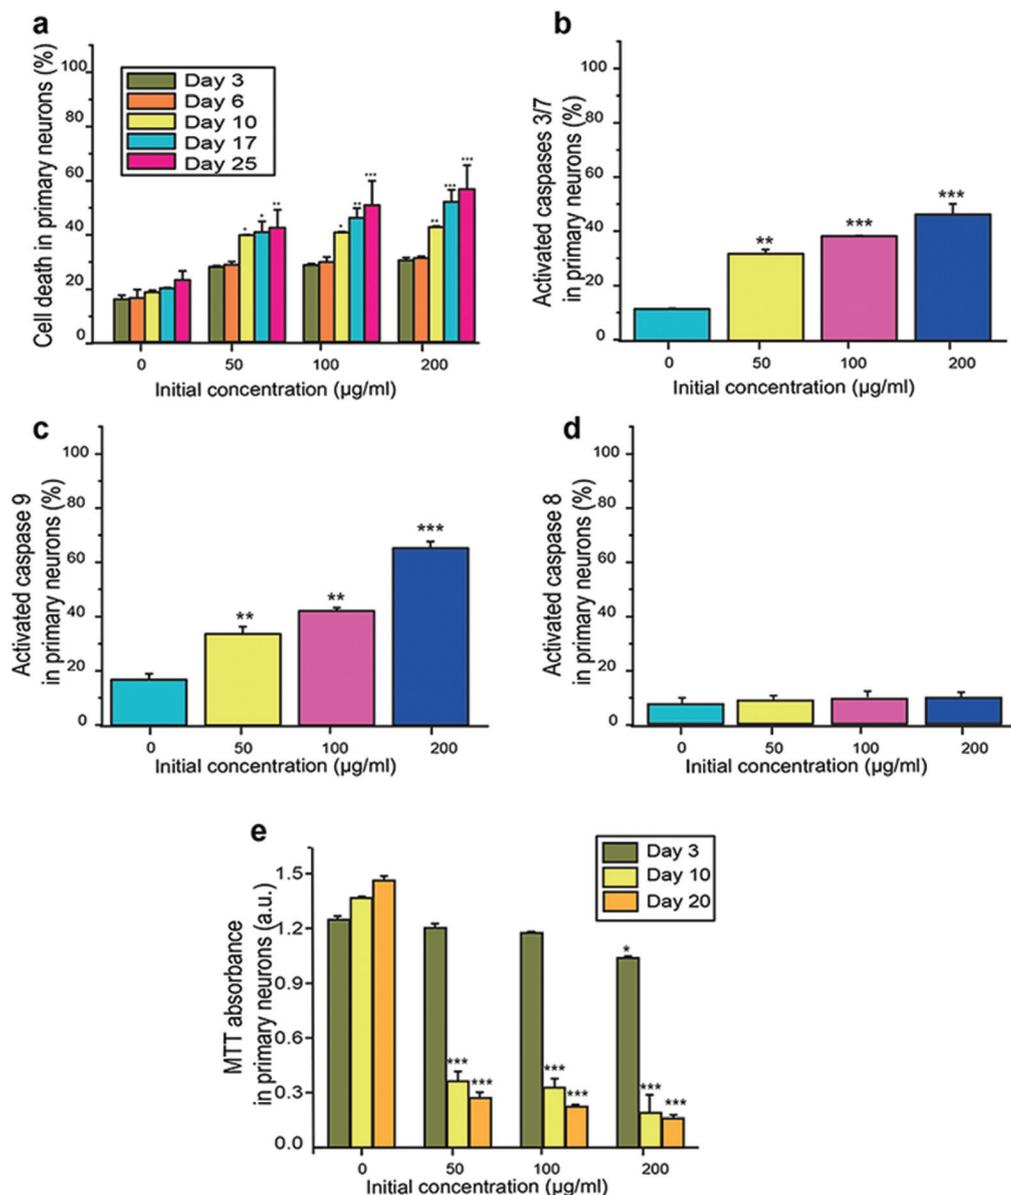 a
Cell death in primary neurons (%)
100
80
60
40
20
0
Day 3
Day 6
Day 10
Day 17
Day 25
* * **
* ** ***
** *** ***
0 50 100 200
Initial concentration (µg/ml)
b
Activated caspases 3/7
in primary neurons (%)
100
80
60
40
20
0
** *** ***
0 50 100 200
Initial concentration (µg/ml)
c
Activated caspase 9
in primary neurons (%)
100
80
60
40
20
0
** ** ***
0 50 100 200
Initial concentration (µg/ml)
d
Activated caspase 8
in primary neurons (%)
100
80
60
40
20
0
0 50 100 200
Initial concentration (µg/ml)
e
MTT absorbance
in primary neurons (a.u.)
1.5
1.2
0.9
0.6
0.3
0.0
Day 3
Day 10
Day 20
*** ***
*** ***
* *** ***
0 50 100 200
Initial concentration (µg/ml)